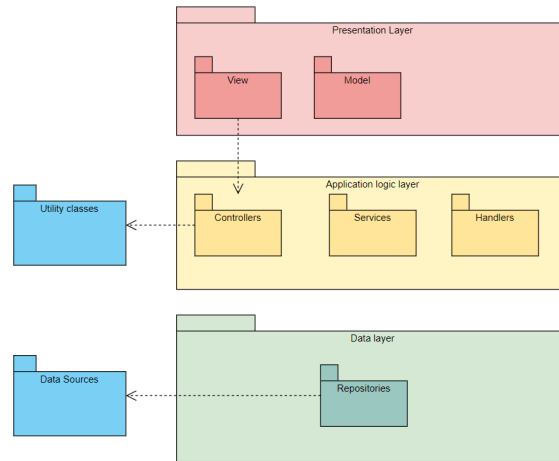 Presentation Layer
View
Model
Application logic layer
Utility classes
Controllers
Services
Handlers
Data layer
Data Sources
Repositories